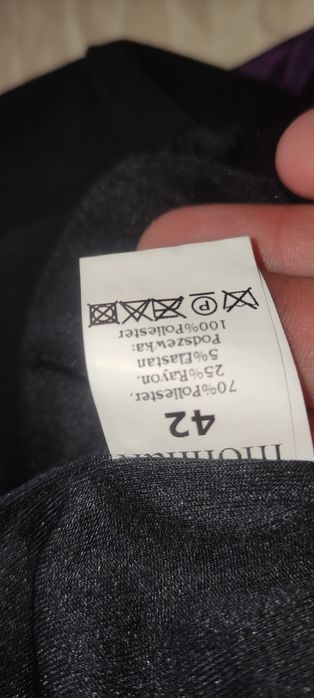 42
70%Poliester.
25%Rayon.
5%Elastan
Podszewka:
100%Poliester
P